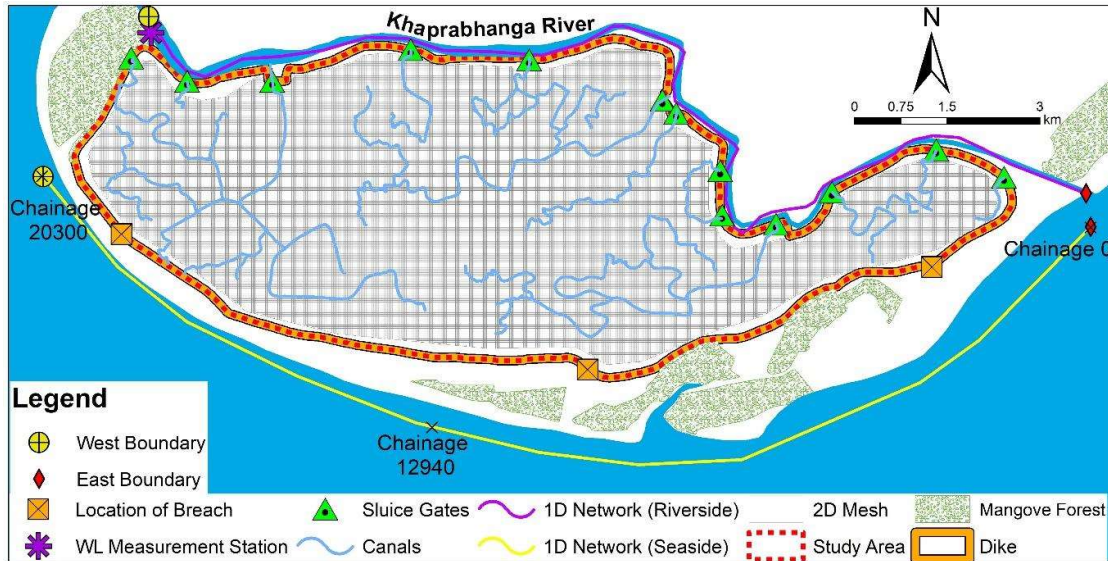 Khaprabhanga River
N
0 0.75 1.5 3
km
Chainage
20300
Chainage 0
Chainage
12940
Legend
West Boundary
East Boundary
Location of Breach
Sluice Gates
1D Network (Riverside)
2D Mesh
Mangove Forest
WL Measurement Station
Canals
1D Network (Seaside)
Study Area
Dike